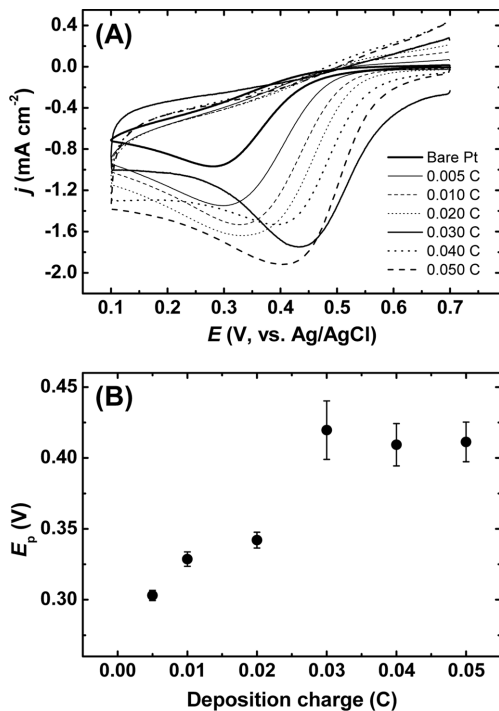 (A)
0.4
0.0
-0.4
-0.8
-1.2
-1.6
-2.0
j (mA cm⁻²)
Bare Pt
0.005 C
0.010 C
0.020 C
0.030 C
0.040 C
0.050 C
0.1 0.2 0.3 0.4 0.5 0.6 0.7
E (V, vs. Ag/AgCl)
(B)
0.45
0.40
0.35
0.30
Eₚ (V)
0.00 0.01 0.02 0.03 0.04 0.05
Deposition charge (C)